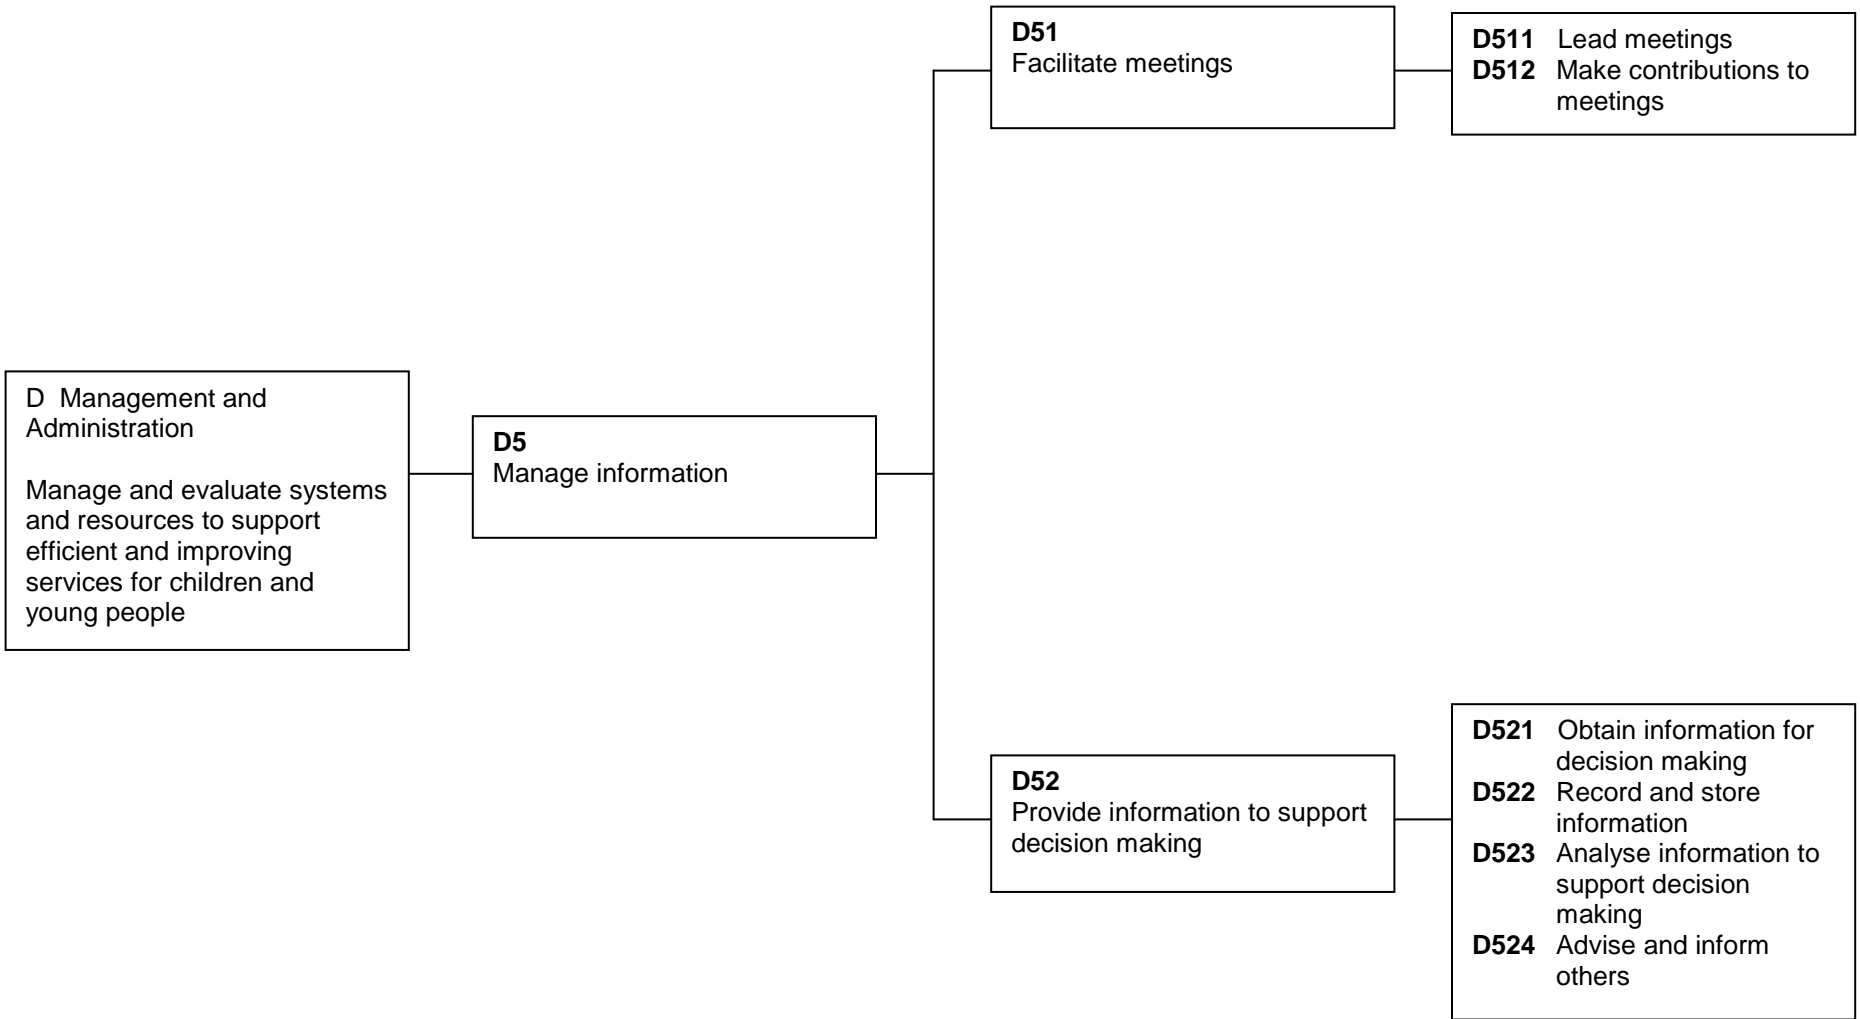 D51
Facilitate meetings
D511 Lead meetings
D512 Make contributions to
meetings
D Management and
Administration
Manage and evaluate systems
and resources to support
efficient and improving
services for children and
young people
D5
Manage information
D52
Provide information to support
decision making
D521 Obtain information for
decision making
D522 Record and store
information
D523 Analyse information to
support decision
making
D524 Advise and inform
others